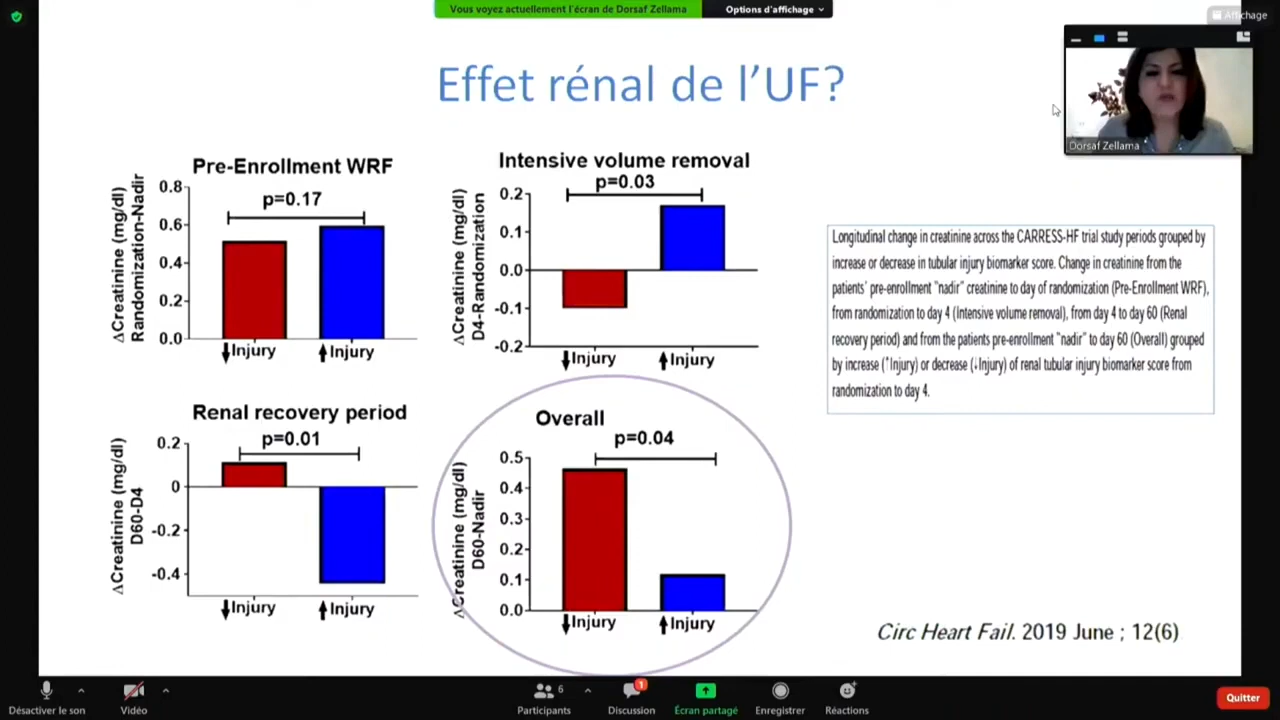 Vous voyez actuellement l'écran de Dorsaf Zellama
Options d'affichage
Affichage
Effet rénal de l'UF?
Dorsaf Zellama
Pre-Enrollment WRF
p=0.17
ΔCreatinine (mg/dl)
Randomization-Nadir
0.8
0.6
0.4
0.2
0.0
↓Injury
↑Injury
Intensive volume removal
p=0.03
ΔCreatinine (mg/dl)
D4-Randomization
0.2
0.1
0.0
-0.1
-0.2
↓Injury
↑Injury
Longitudinal change in creatinine across the CARRESS-HF trial study periods grouped by
increase or decrease in tubular injury biomarker score. Change in creatinine from the
patients' pre-enrollment "nadir" creatinine to day of randomization (Pre-Enrollment WRF),
from randomization to day 4 (Intensive volume removal), from day 4 to day 60 (Renal
recovery period) and from the patients pre-enrollment "nadir" to day 60 (Overall) grouped
by increase (↑Injury) or decrease (↓Injury) of renal tubular injury biomarker score from
randomization to day 4.
Renal recovery period
p=0.01
ΔCreatinine (mg/dl)
D60-D4
0.2
0
-0.2
-0.4
↓Injury
↑Injury
Overall
p=0.04
ΔCreatinine (mg/dl)
D60-Nadir
0.5
0.4
0.3
0.2
0.1
0.0
↓Injury
↑Injury
Circ Heart Fail. 2019 June ; 12(6)
Désactiver le son
Vidéo
6
Participants
1
Discussion
Écran partagé
Enregistrer
Réactions
Quitter